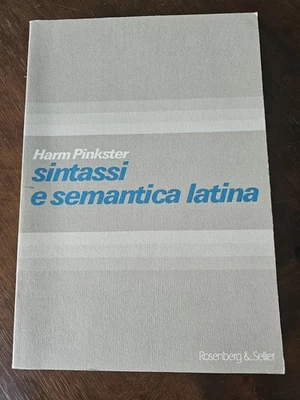 Harm Pinkster
sintassi
e semantica latina
Rosenberg & Sellier